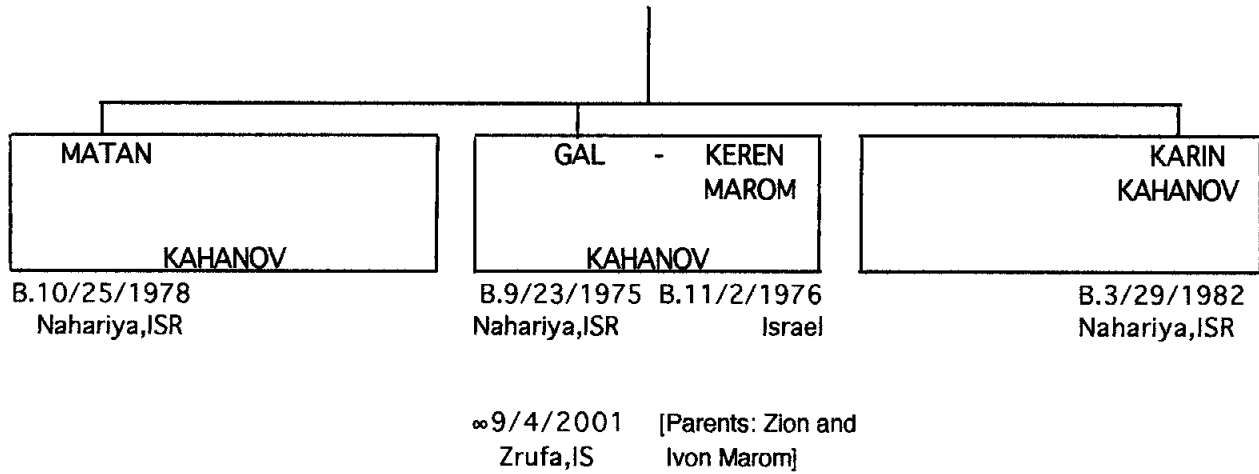 MATAN
KAHANOV
B.10/25/1978
Nahariya,ISR
GAL - KEREN
MAROM
KAHANOV
B.9/23/1975 B.11/2/1976
Nahariya,ISR Israel
∞9/4/2001 [Parents: Zion and
Zrufa,IS Ivon Marom]
KARIN
KAHANOV
B.3/29/1982
Nahariya,ISR